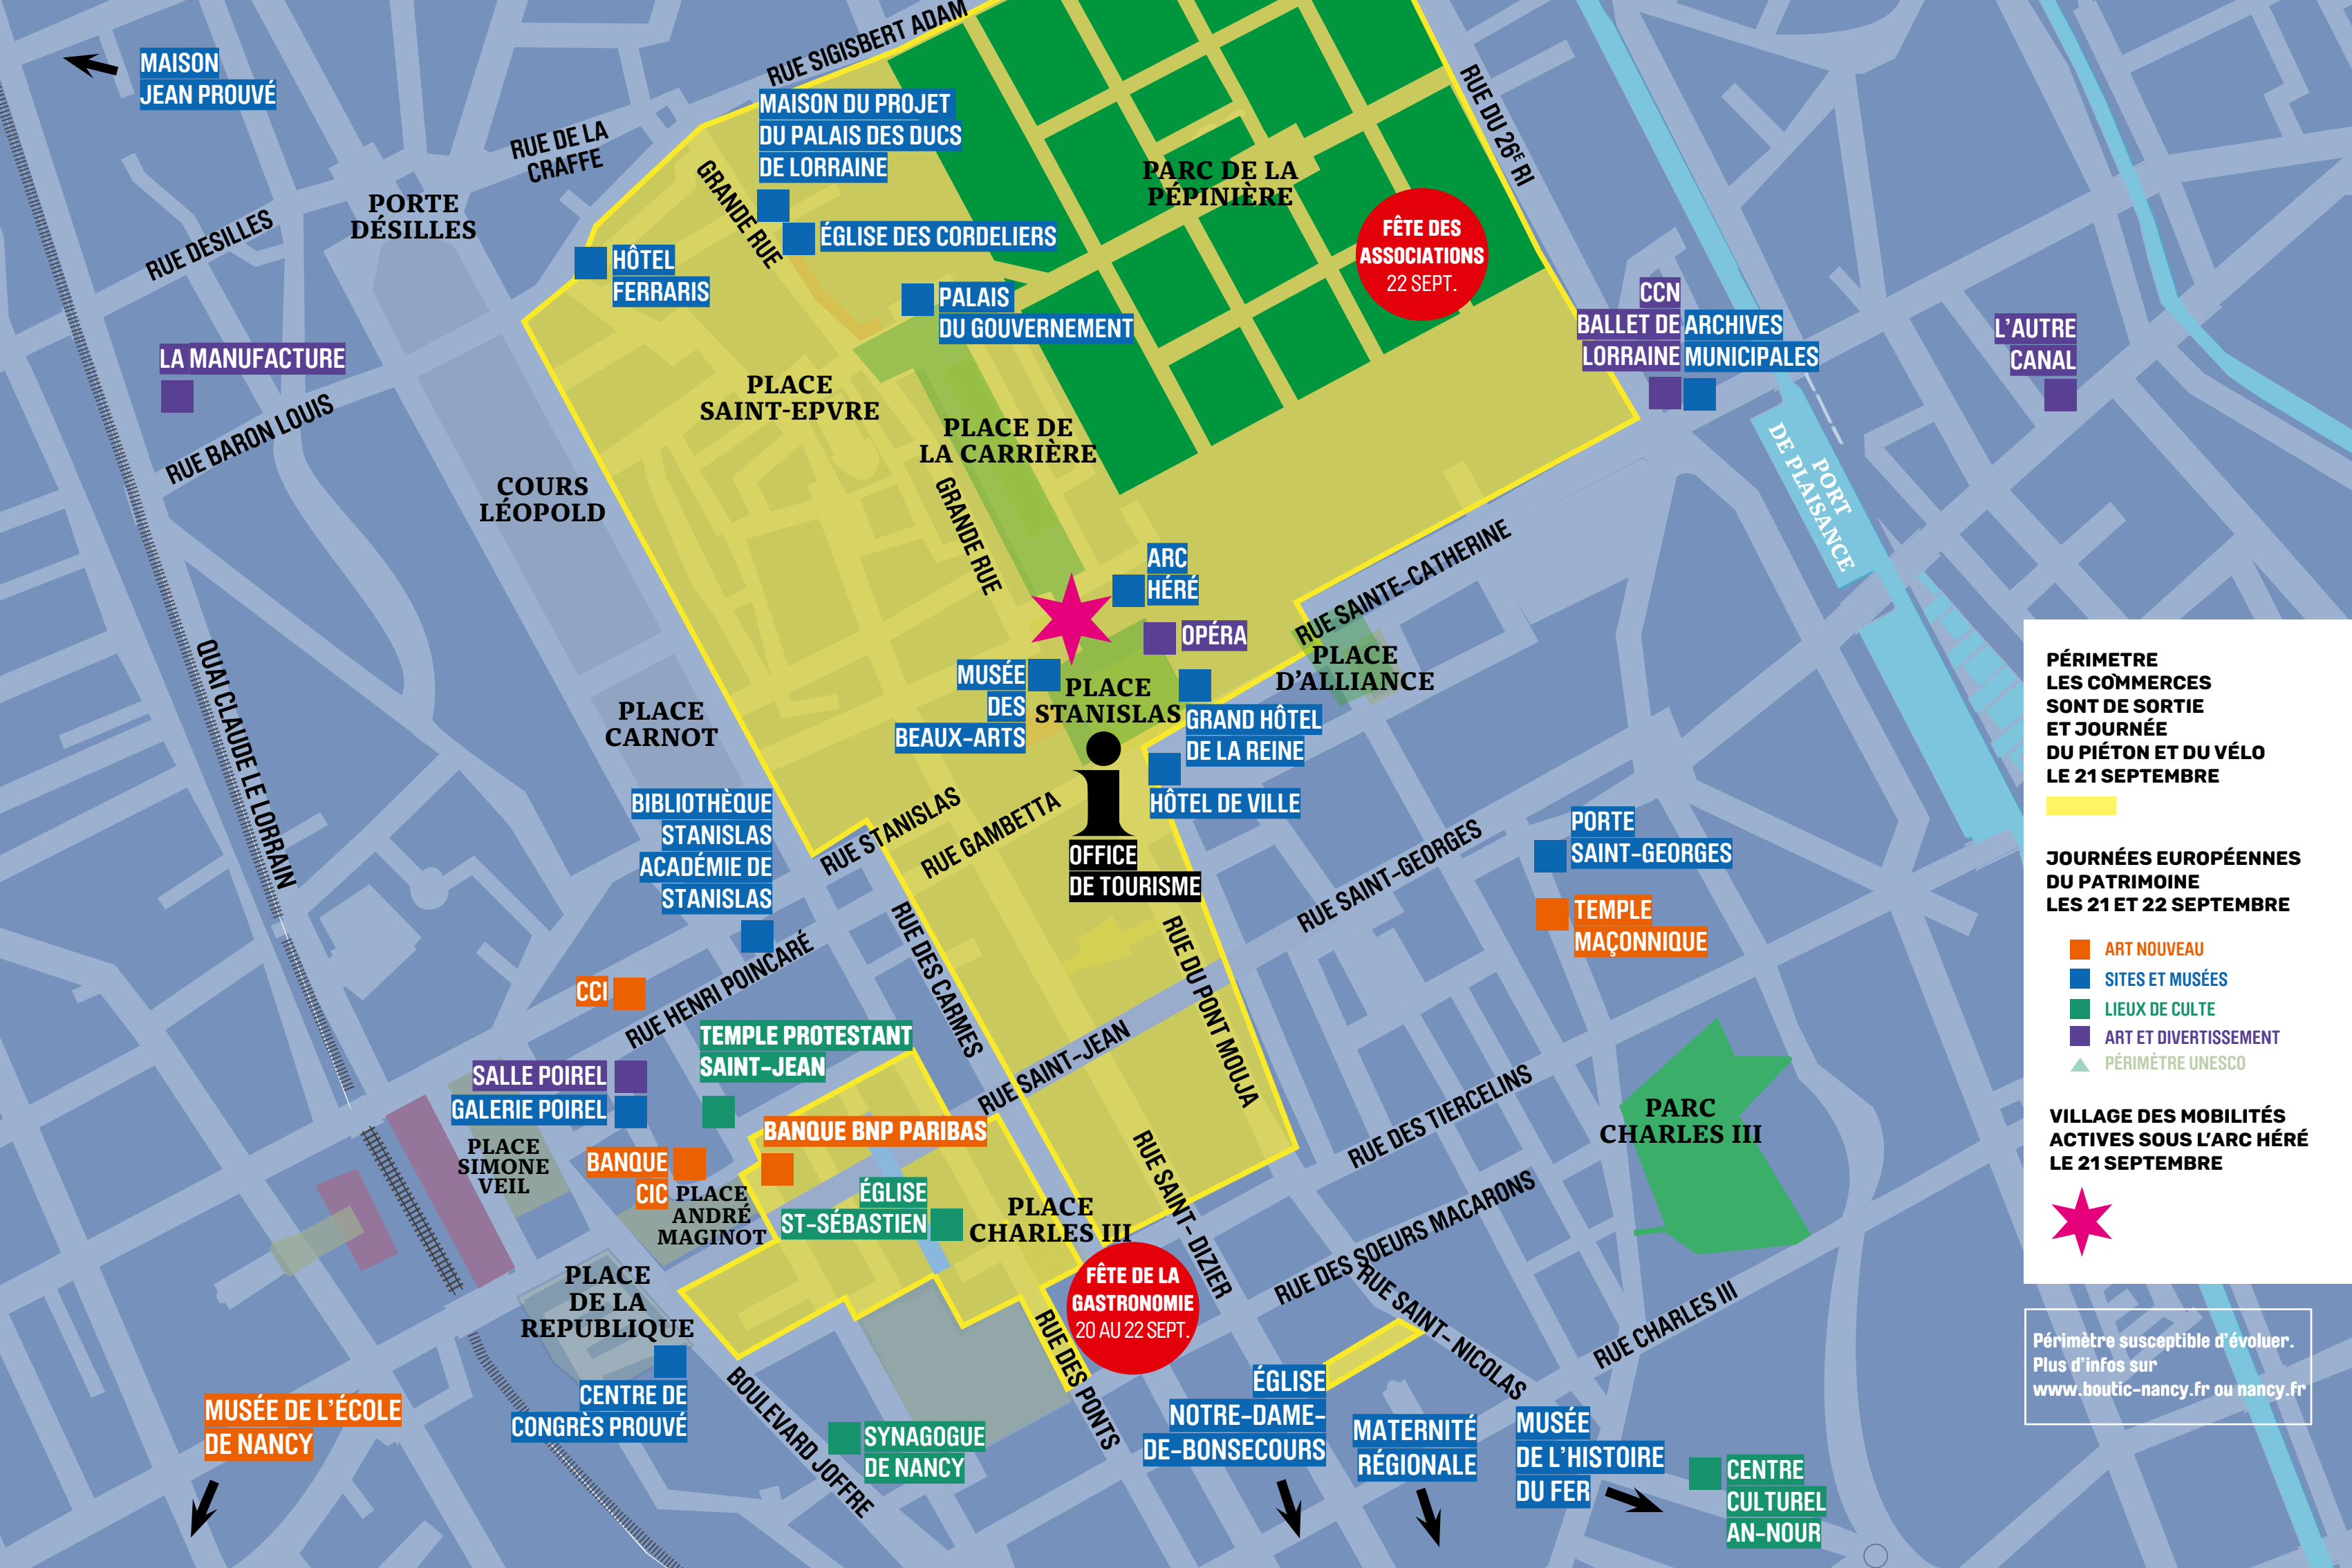 MAISON
JEAN PROUVÉ
RUE SIGISBERT ADAM
RUE DE LA
CRAFFE
MAISON DU PROJET
DU PALAIS DES DUCS
DE LORRAINE
GRANDE RUE
ÉGLISE DES CORDELIERS
PARC DE LA
PÉPINIÈRE
RUE DU 26E RI
FÊTE DES
ASSOCIATIONS
22 SEPT.
PORTE
DÉSILLES
RUE DESILLES
HÔTEL
FERRARIS
PALAIS
DU GOUVERNEMENT
CCN
BALLET DE
LORRAINE
ARCHIVES
MUNICIPALES
L'AUTRE
CANAL
LA MANUFACTURE
RUE BARON LOUIS
PLACE
SAINT-EPVRE
PLACE DE
LA CARRIÈRE
GRANDE RUE
COURS
LÉOPOLD
PORT
DE PLAISANCE
ARC
HÉRÉ
OPÉRA
RUE SAINTE-CATHERINE
PLACE
D'ALLIANCE
QUAI CLAUDE LE LORRAIN
MUSÉE
DES
BEAUX-ARTS
PLACE
STANISLAS
GRAND HÔTEL
DE LA REINE
PLACE
CARNOT
HÔTEL DE VILLE
BIBLIOTHÈQUE
STANISLAS
ACADÉMIE DE
STANISLAS
RUE STANISLAS
RUE GAMBETTA
OFFICE
DE TOURISME
RUE SAINT-GEORGES
PORTE
SAINT-GEORGES
TEMPLE
MAÇONNIQUE
RUE DES CARMES
RUE DU PONT MOUJA
CCI
RUE HENRI POINCARÉ
TEMPLE PROTESTANT
SAINT-JEAN
RUE SAINT-JEAN
SALLE POIREL
GALERIE POIREL
BANQUE BNP PARIBAS
PLACE
SIMONE
VEIL
BANQUE
CIC
PLACE
ANDRÉ
MAGINOT
ÉGLISE
ST-SÉBASTIEN
PLACE
CHARLES III
RUE SAINT-DIZIER
RUE DES TIERCELINS
PARC
CHARLES III
RUE DES SOEURS MACARONS
RUE SAINT-NICOLAS
RUE CHARLES III
PLACE
DE LA
REPUBLIQUE
FÊTE DE LA
GASTRONOMIE
20 AU 22 SEPT.
RUE DES PONTS
CENTRE DE
CONGRÈS PROUVÉ
BOULEVARD JOFFRE
MUSÉE DE L'ÉCOLE
DE NANCY
SYNAGOGUE
DE NANCY
ÉGLISE
NOTRE-DAME-
DE-BONSECOURS
MATERNITÉ
RÉGIONALE
MUSÉE
DE L'HISTOIRE
DU FER
CENTRE
CULTUREL
AN-NOUR
PÉRIMETRE
LES COMMERCES
SONT DE SORTIE
ET JOURNÉE
DU PIÉTON ET DU VÉLO
LE 21 SEPTEMBRE
JOURNÉES EUROPÉENNES
DU PATRIMOINE
LES 21 ET 22 SEPTEMBRE
ART NOUVEAU
SITES ET MUSÉES
LIEUX DE CULTE
ART ET DIVERTISSEMENT
PÉRIMÈTRE UNESCO
VILLAGE DES MOBILITÉS
ACTIVES SOUS L'ARC HÉRÉ
LE 21 SEPTEMBRE
Périmètre susceptible d'évoluer.
Plus d'infos sur
www.boutic-nancy.fr ou nancy.fr